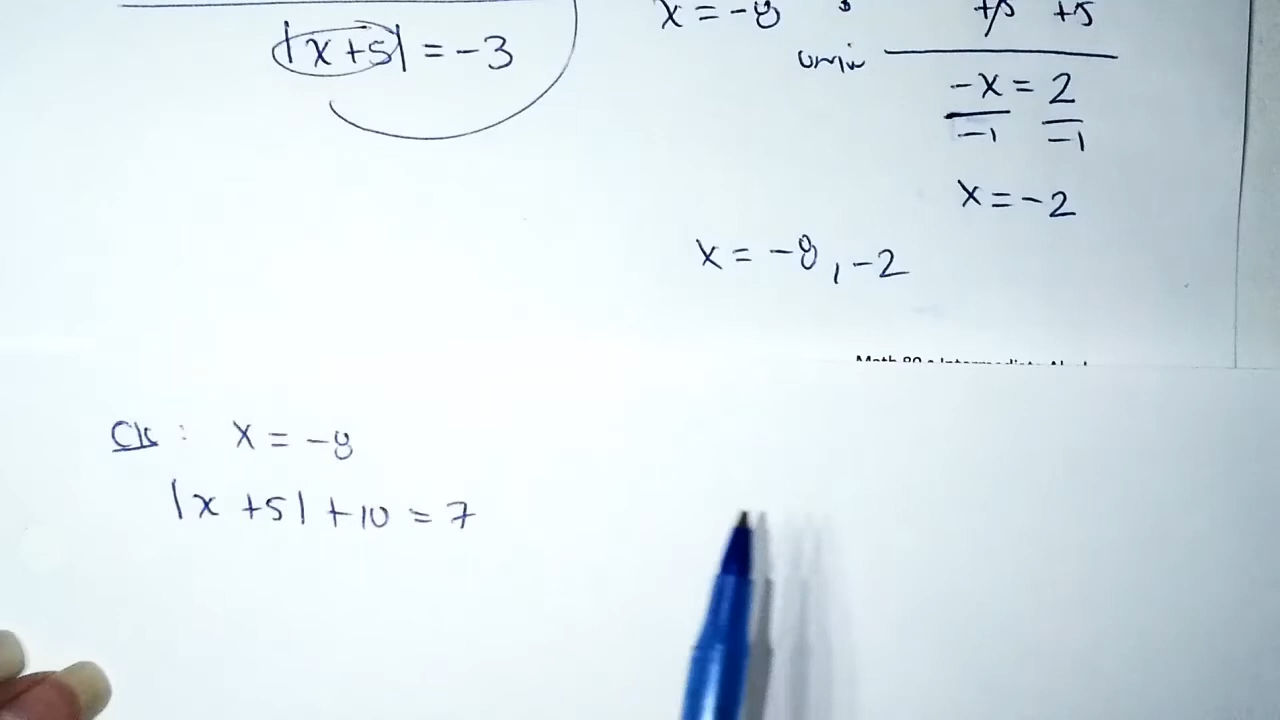 |x+5| = -3
x = -8
+5 +5
-x = 2
-1 -1
x = -2
x = -8, -2
Ck : x = -8
|x +5| +10 = 7